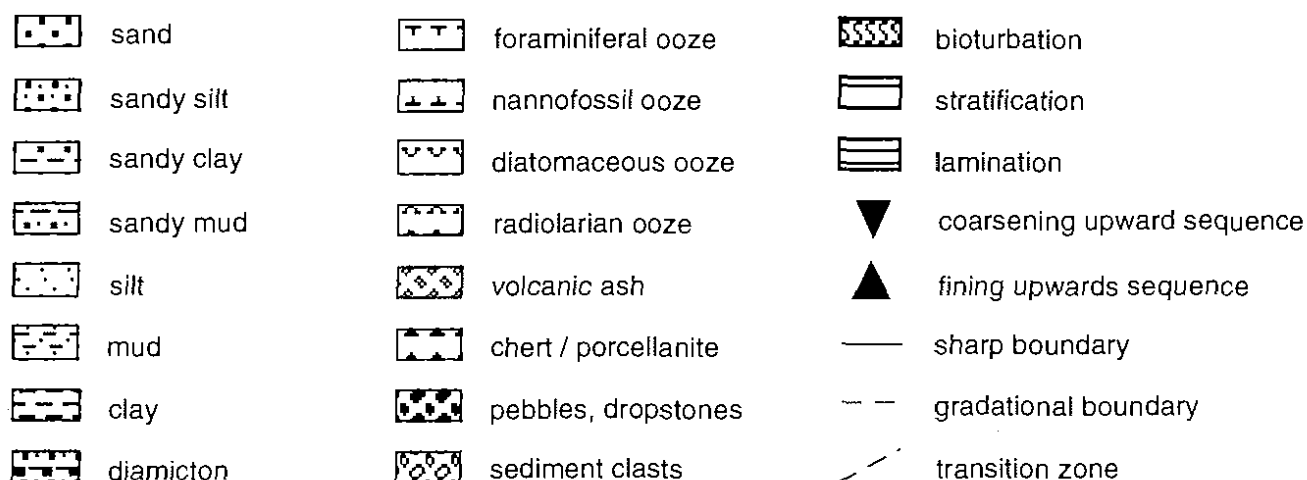 sand
sandy silt
sandy clay
sandy mud
silt
mud
clay
diamicton
foraminiferal ooze
nannofossil ooze
diatomaceous ooze
radiolarian ooze
volcanic ash
chert / porcellanite
pebbles, dropstones
sediment clasts
bioturbation
stratification
lamination
coarsening upward sequence
fining upwards sequence
sharp boundary
gradational boundary
transition zone